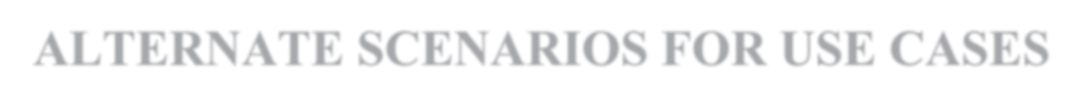 ALTERNATE SCENARIOS FOR USE CASES